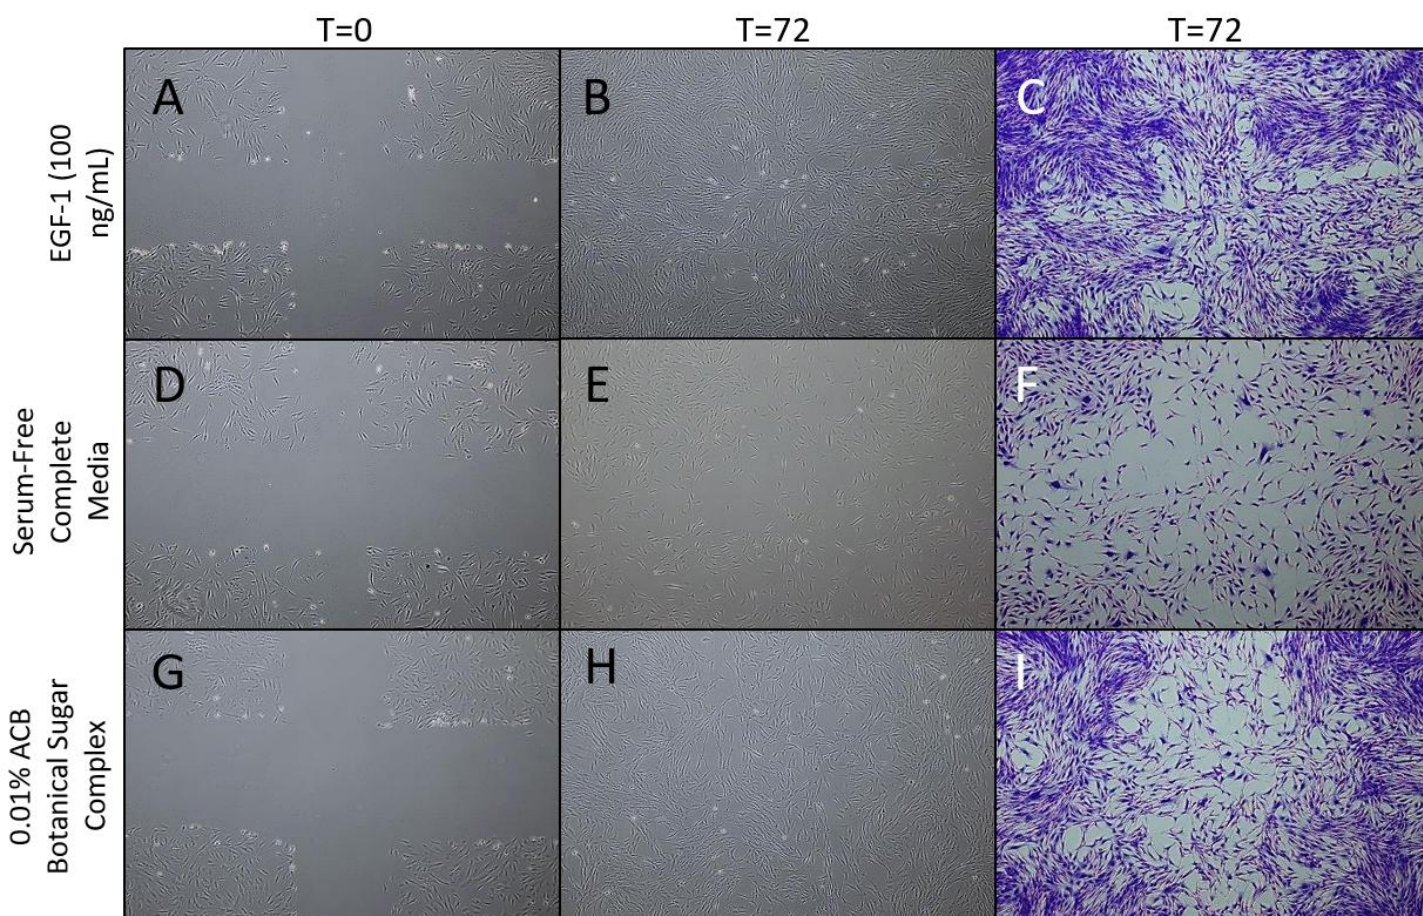 T=0
T=72
T=72
EGF-1 (100
ng/mL)
A
B
C
Serum-Free
Complete
Media
D
E
F
0.01% ACB
Botanical Sugar
Complex
G
H
I